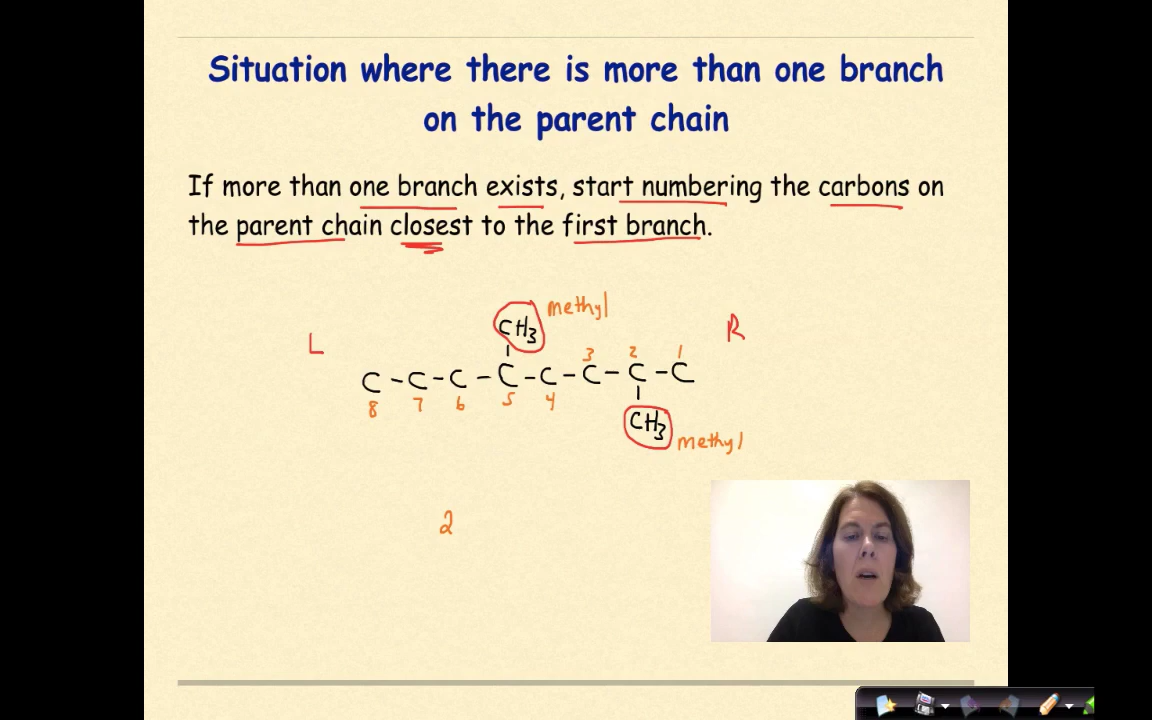 Situation where there is more than one branch
on the parent chain
If more than one branch exists, start numbering the carbons on
the parent chain closest to the first branch.
methyl
CH3
L
R
3 2 1
C - C - C - C - C - C - C - C
8 7 6 5 4
CH3
methyl
2